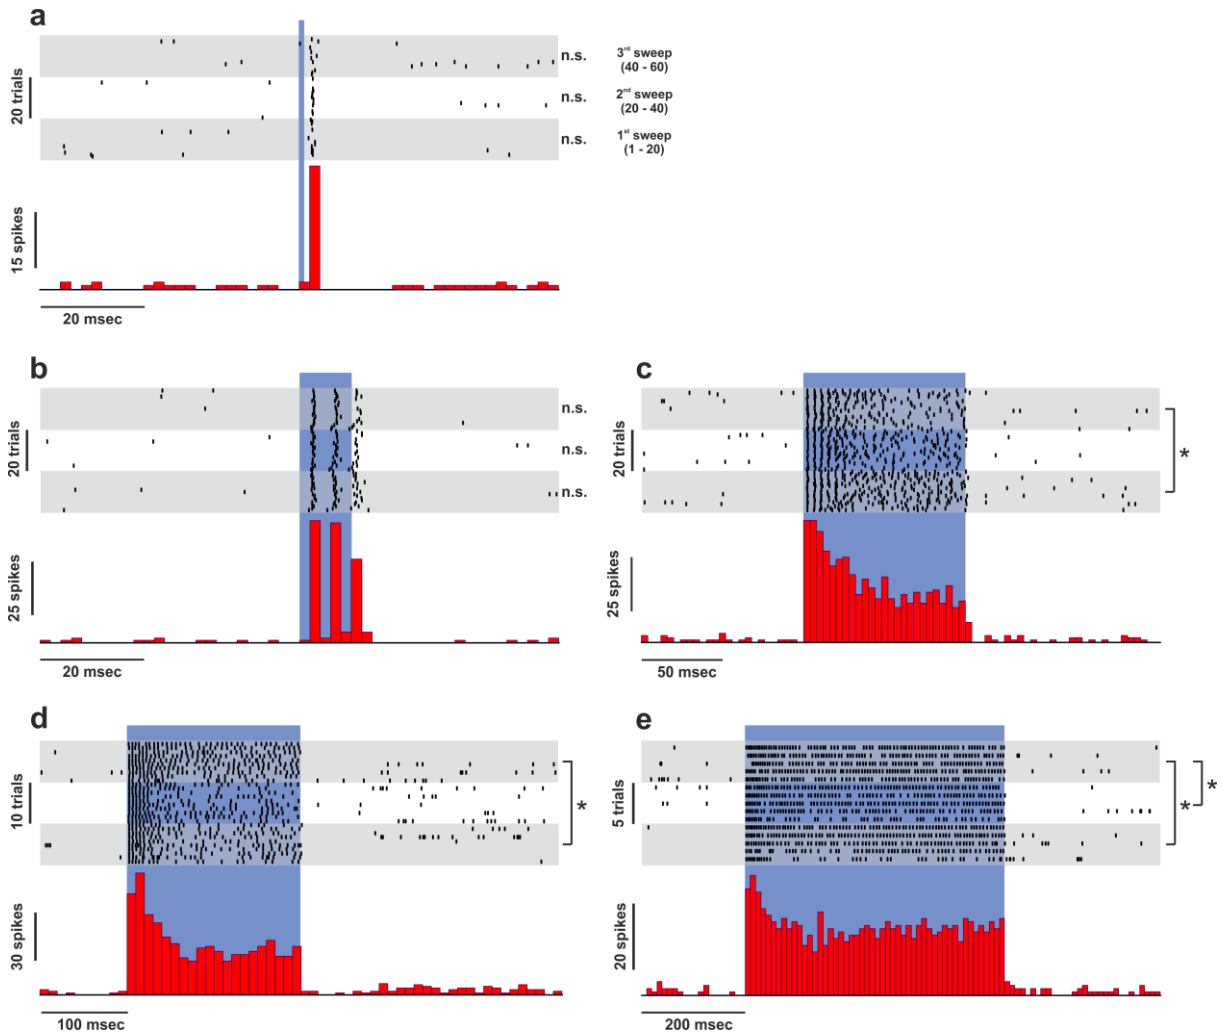 a
20 trials
n.s.
n.s.
n.s.
3rd sweep
(40 - 60)
2nd sweep
(20 - 40)
1st sweep
(1 - 20)
15 spikes
20 msec
b
20 trials
n.s.
n.s.
n.s.
25 spikes
20 msec
c
20 trials
*
25 spikes
50 msec
d
10 trials
*
30 spikes
100 msec
e
5 trials
*
*
20 spikes
200 msec